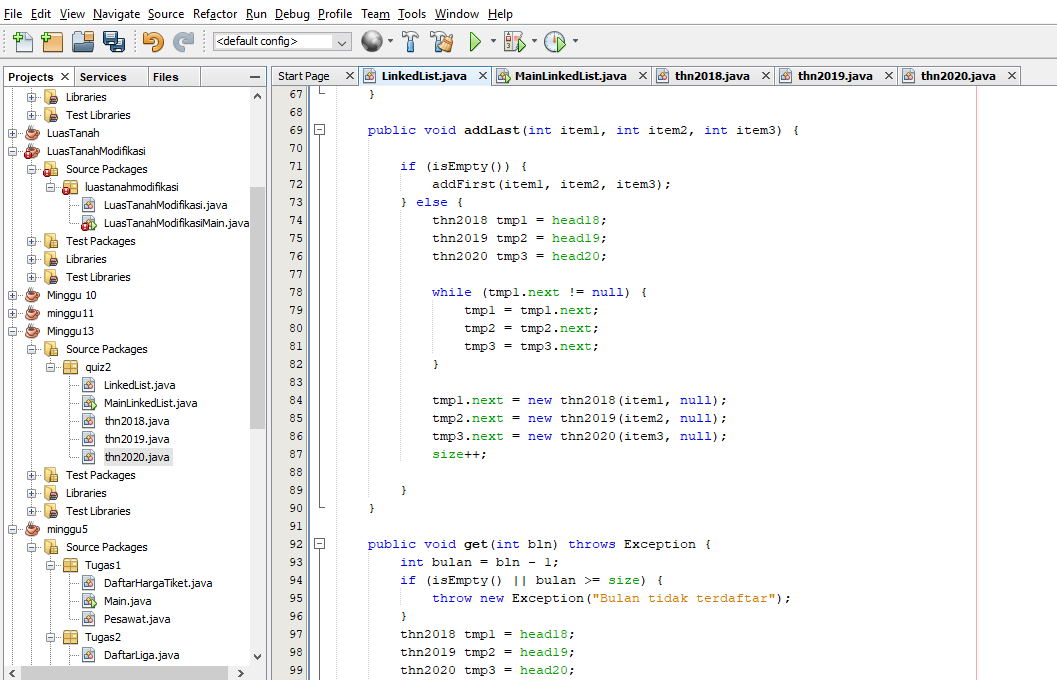 File Edit View Navigate Source Refactor Run Debug Profile Team Tools Window Help
<default config>
Projects Services Files
Start Page LinkedList.java MainLinkedList.java thn2018.java thn2019.java thn2020.java
Libraries
Test Libraries
LuasTanah
LuasTanahModifikasi
Source Packages
luastanahmodifikasi
LuasTanahModifikasi.java
LuasTanahModifikasiMain.java
Test Packages
Libraries
Test Libraries
Minggu 10
minggu11
Minggu13
Source Packages
quiz2
LinkedList.java
MainLinkedList.java
thn2018.java
thn2019.java
thn2020.java
Test Packages
Libraries
Test Libraries
minggu5
Source Packages
Tugas1
DaftarHargaTiket.java
Main.java
Pesawat.java
Tugas2
DaftarLiga.java
67 }
68
69 public void addLast(int item1, int item2, int item3) {
70
71 if (isEmpty()) {
72 addFirst(item1, item2, item3);
73 } else {
74 thn2018 tmp1 = head18;
75 thn2019 tmp2 = head19;
76 thn2020 tmp3 = head20;
77
78 while (tmp1.next != null) {
79 tmp1 = tmp1.next;
80 tmp2 = tmp2.next;
81 tmp3 = tmp3.next;
82 }
83
84 tmp1.next = new thn2018(item1, null);
85 tmp2.next = new thn2019(item2, null);
86 tmp3.next = new thn2020(item3, null);
87 size++;
88
89 }
90 }
91
92 public void get(int bln) throws Exception {
93 int bulan = bln - 1;
94 if (isEmpty() || bulan >= size) {
95 throw new Exception("Bulan tidak terdaftar");
96 }
97 thn2018 tmp1 = head18;
98 thn2019 tmp2 = head19;
99 thn2020 tmp3 = head20;